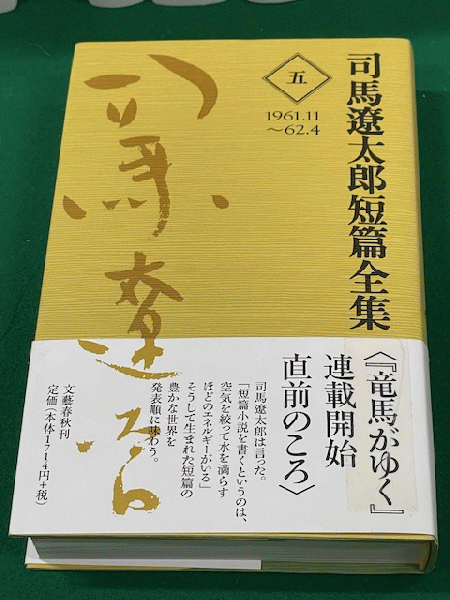 司馬遼太郎短篇全集
五
1961.11
～62.4
司馬遼太郎
〈『竜馬がゆく』
連載開始
直前のころ〉
司馬遼太郎は言った。
「短篇小説を書くというのは、
空気を絞って水を滴らす
ほどのエネルギーがいる」
そうして生まれた短篇の
豊かな世界を
発表順に味わう。
文藝春秋刊
定価(本体1714円+税)